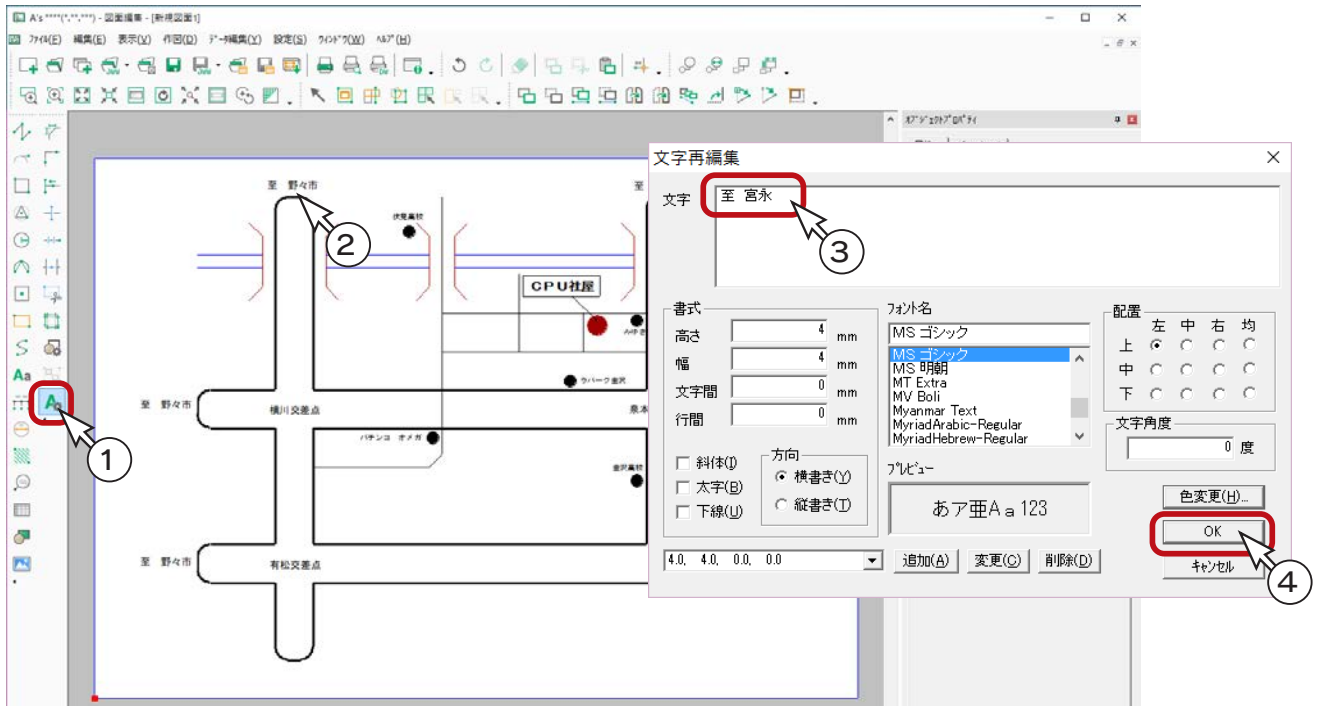 A's ****(*,**,***) - 図面編集 - [新規図面1]
ﾌｧｲﾙ(F) 編集(E) 表示(V) 作図(D) ﾃﾞｰﾀ編集(Y) 設定(S) ｳｨﾝﾄﾞｳ(W) ﾍﾙﾌﾟ(H)
ｵﾌﾞｼﾞｪｸﾄﾌﾟﾛﾊﾟﾃｨ
至 野々市
至
伏見高校
CPU社屋
ラパーク金沢
至 野々市
横川交差点
泉本
パチンコ オメガ
金沢高校
至 野々市
有松交差点
Aa
A
①
②
文字再編集
文字
至 宮永
③
書式
高さ 4 mm
幅 4 mm
文字間 0 mm
行間 0 mm
斜体(I)
太字(B)
下線(U)
方向
横書き(Y)
縦書き(T)
4.0, 4.0, 0.0, 0.0
ﾌｫﾝﾄ名
MS ゴシック
MS ゴシック
MS 明朝
MT Extra
MV Boli
Myanmar Text
MyriadArabic-Regular
MyriadHebrew-Regular
ﾌﾟﾚﾋﾞｭｰ
あア亜Aａ123
追加(A) 変更(C) 削除(D)
配置
左 中 右 均
上
中
下
文字角度
0 度
色変更(H)...
OK
ｷｬﾝｾﾙ
④